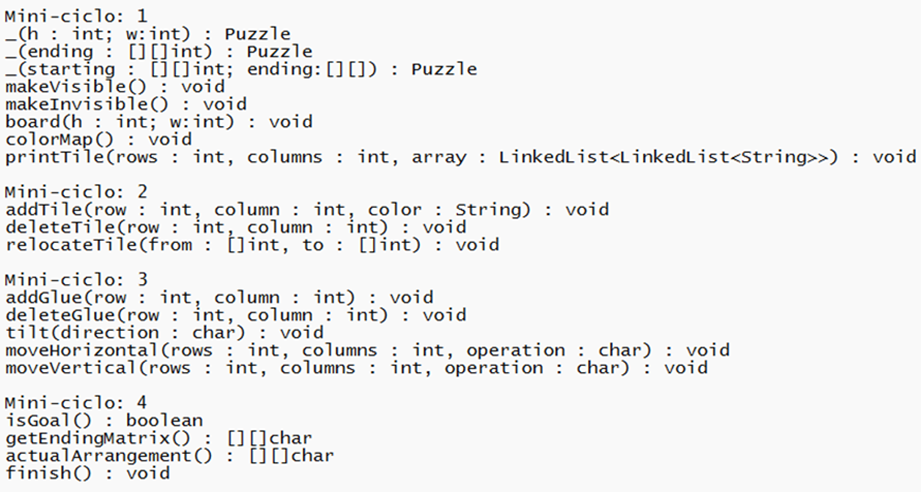 Mini-ciclo: 1
_(h : int; w:int) : Puzzle
_(ending : [][]int) : Puzzle
_(starting : [][]int; ending:[][]) : Puzzle
makeVisible() : void
makeInvisible() : void
board(h : int; w:int) : void
colorMap() : void
printTile(rows : int, columns : int, array : LinkedList<LinkedList<String>>) : void
Mini-ciclo: 2
addTile(row : int, column : int, color : String) : void
deleteTile(row : int, column : int) : void
relocateTile(from : []int, to : []int) : void
Mini-ciclo: 3
addGlue(row : int, column : int) : void
deleteGlue(row : int, column : int) : void
tilt(direction : char) : void
moveHorizontal(rows : int, columns : int, operation : char) : void
moveVertical(rows : int, columns : int, operation : char) : void
Mini-ciclo: 4
isGoal() : boolean
getEndingMatrix() : [][]char
actualArrangement() : [][]char
finish() : void